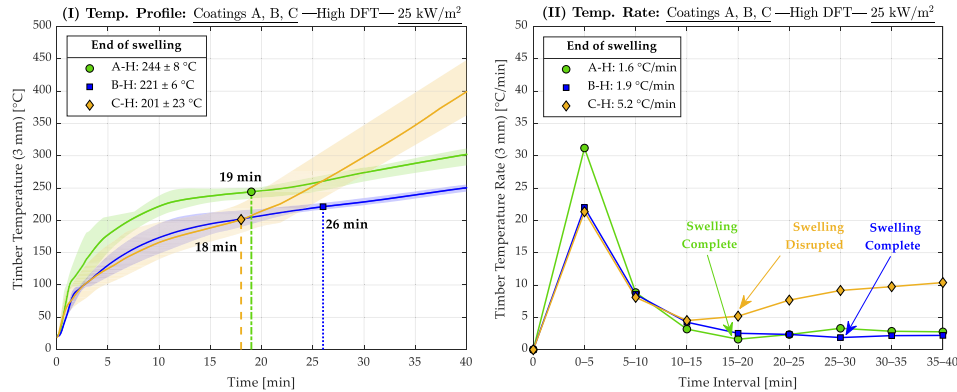 (I) Temp. Profile: Coatings A, B, C —High DFT— 25 kW/m²
End of swelling
A-H: 244 ± 8 °C
B-H: 221 ± 6 °C
C-H: 201 ± 23 °C
Timber Temperature (3 mm) [°C]
500
450
400
350
300
250
200
150
100
50
0
19 min
18 min
26 min
0
5
10
15
20
25
30
35
40
Time [min]
(II) Temp. Rate: Coatings A, B, C —High DFT— 25 kW/m²
End of swelling
A-H: 1.6 °C/min
B-H: 1.9 °C/min
C-H: 5.2 °C/min
Timber Temperature Rate (3 mm) [°C/min]
50
45
40
35
30
25
20
15
10
5
0
Swelling
Complete
Swelling
Disrupted
Swelling
Complete
0
0–5
5–10
10–15
15–20
20–25
25–30
30–35
35–40
Time Interval [min]